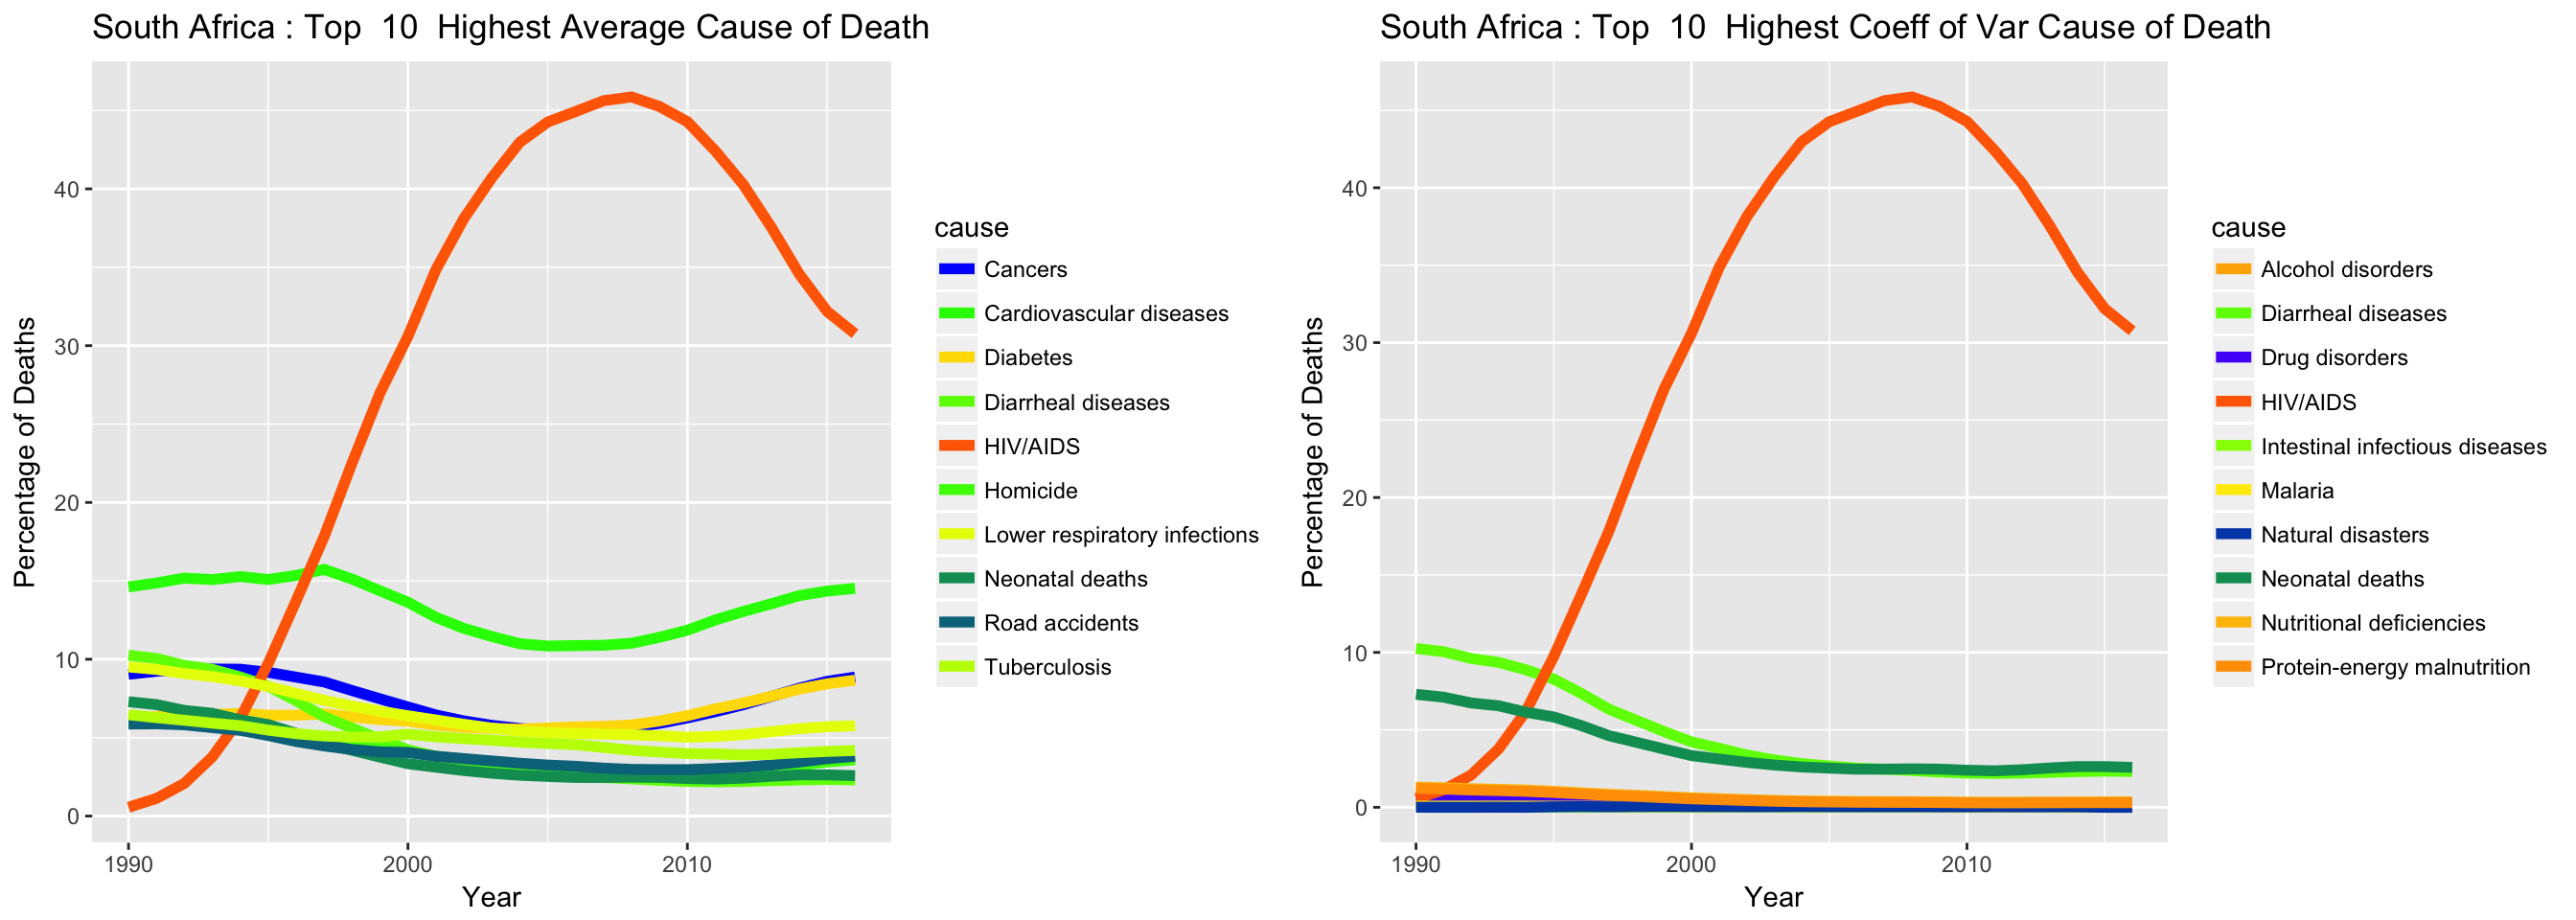 South Africa : Top  10  Highest Average Cause of Death
Percentage of Deaths
40
30
20
10
0
1990
2000
2010
Year
cause
Cancers
Cardiovascular diseases
Diabetes
Diarrheal diseases
HIV/AIDS
Homicide
Lower respiratory infections
Neonatal deaths
Road accidents
Tuberculosis
South Africa : Top  10  Highest Coeff of Var Cause of Death
Percentage of Deaths
40
30
20
10
0
1990
2000
2010
Year
cause
Alcohol disorders
Diarrheal diseases
Drug disorders
HIV/AIDS
Intestinal infectious diseases
Malaria
Natural disasters
Neonatal deaths
Nutritional deficiencies
Protein-energy malnutrition